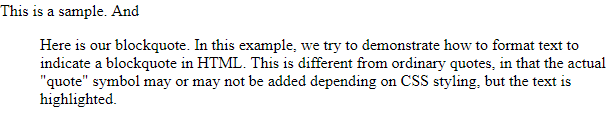 This is a sample. And
Here is our blockquote. In this example, we try to demonstrate how to format text to
indicate a blockquote in HTML. This is different from ordinary quotes, in that the actual
"quote" symbol may or may not be added depending on CSS styling, but the text is
highlighted.